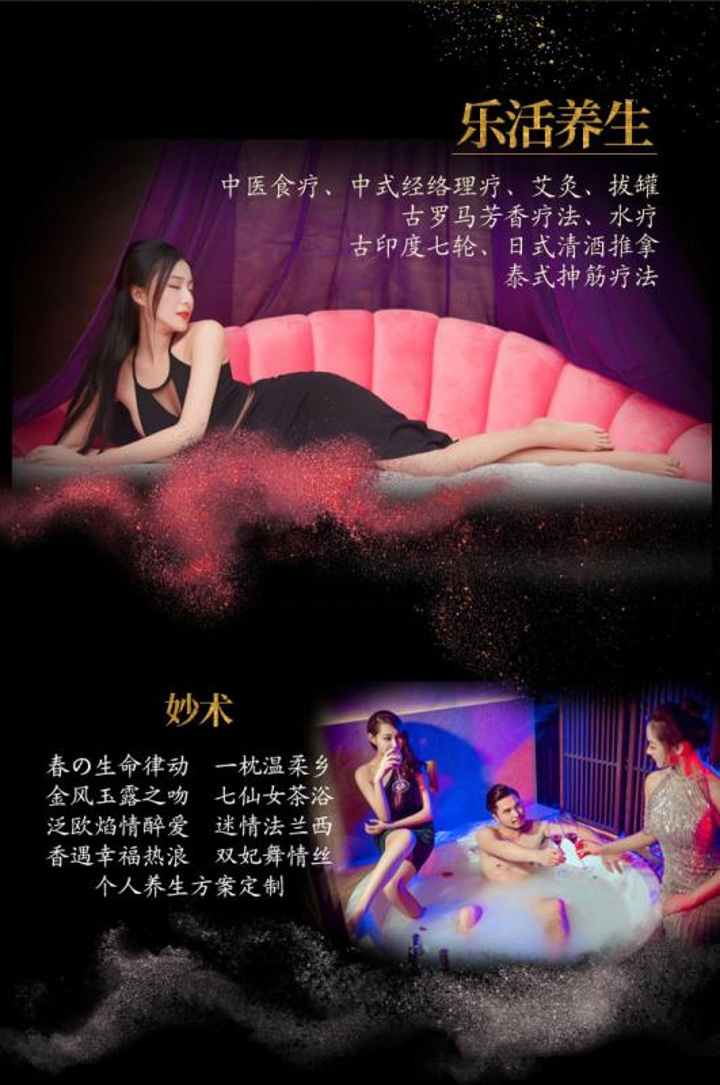 乐活养生
中医食疗、中式经络理疗、艾灸、拔罐
古罗马芳香疗法、水疗
古印度七轮、日式清酒推拿
泰式抻筋疗法
妙术
春の生命律动 一枕温柔乡
金风玉露之吻 七仙女茶浴
泛欧焰情醉爱 迷情法兰西
香遇幸福热浪 双妃舞情丝
个人养生方案定制